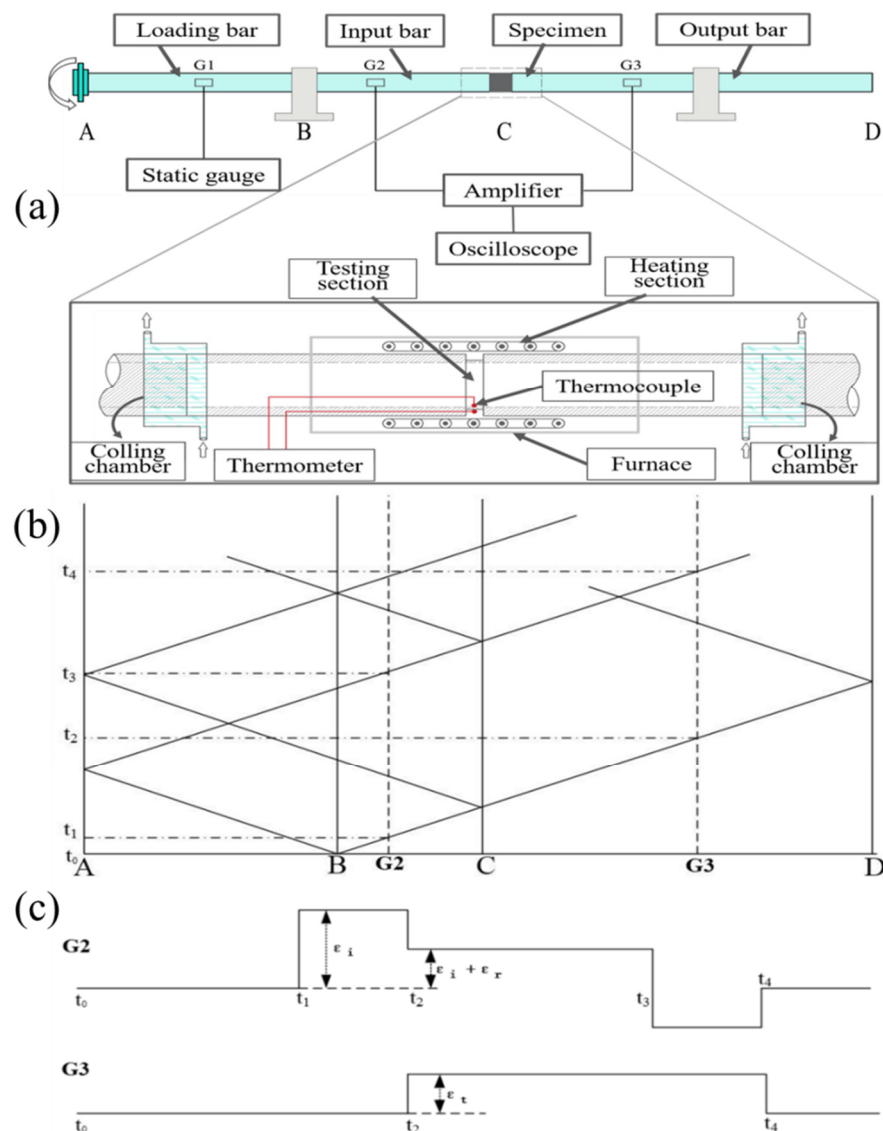 Loading bar
Input bar
Specimen
Output bar
G1
G2
G3
A
B
C
D
Static gauge
Amplifier
Oscilloscope
(a)
Testing
section
Heating
section
Thermocouple
Colling
chamber
Thermometer
Furnace
Colling
chamber
(b)
t₄
t₃
t₂
t₁
t₀
A
B
G2
C
G3
D
(c)
G2
ε i
ε i + ε r
t₀
t₁
t₂
t₃
t₄
G3
ε t
t₀
t₂
t₄